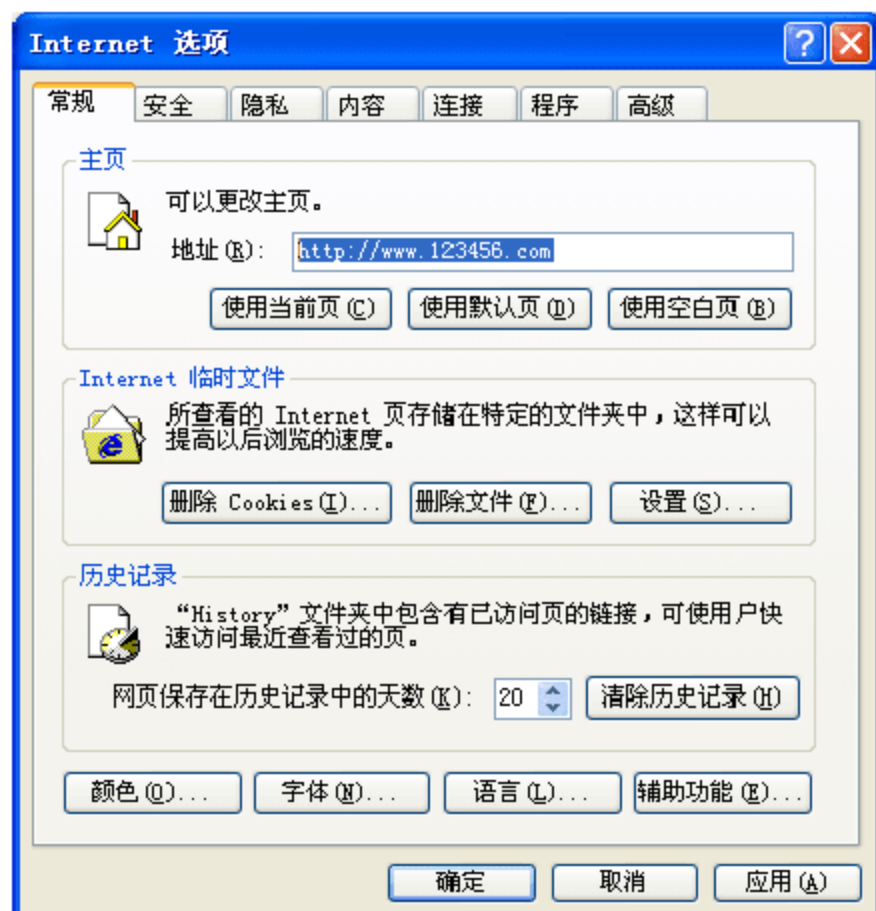 Internet 选项
常规 安全 隐私 内容 连接 程序 高级
主页
可以更改主页。
地址(R): http://www.123456.com
使用当前页(C) 使用默认页(D) 使用空白页(B)
Internet 临时文件
所查看的 Internet 页存储在特定的文件夹中,这样可以
提高以后浏览的速度。
删除 Cookies(I)... 删除文件(F)... 设置(S)...
历史记录
“History”文件夹中包含有已访问页的链接,可使用户快
速访问最近查看过的页。
网页保存在历史记录中的天数(K): 20 清除历史记录(H)
颜色(O)... 字体(N)... 语言(L)... 辅助功能(E)...
确定 取消 应用(A)